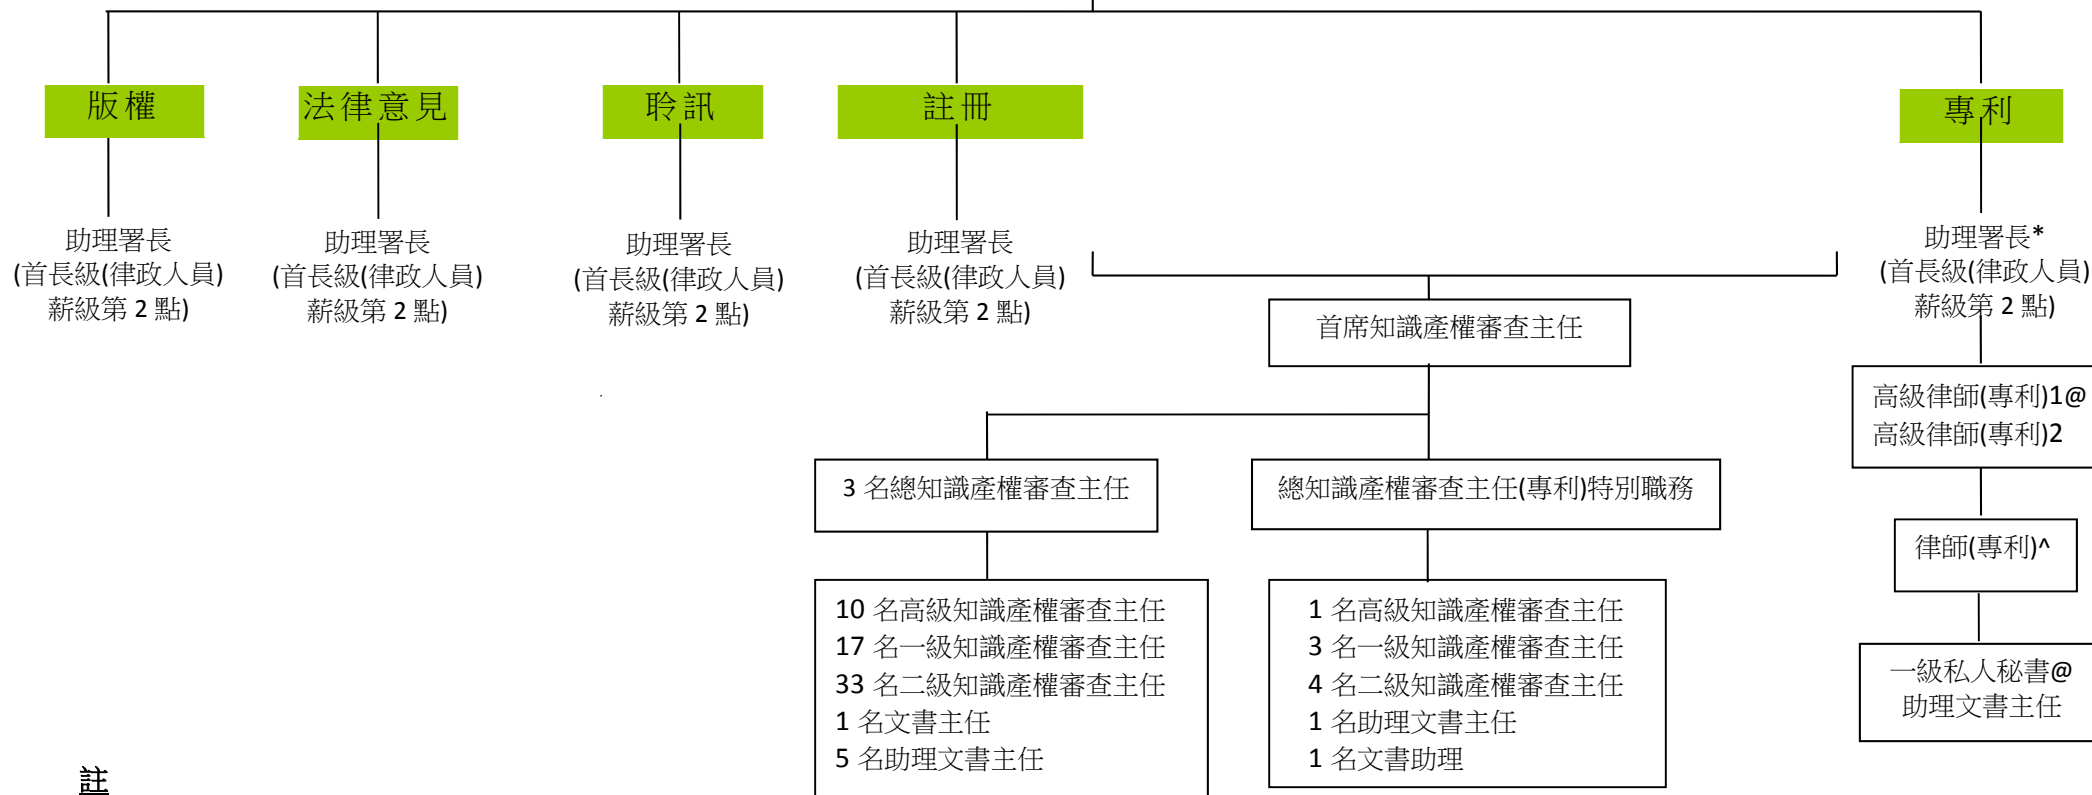 版權
法律意見
聆訊
註冊
專利
助理署長
(首長級(律政人員)
薪級第 2 點)
助理署長
(首長級(律政人員)
薪級第 2 點)
助理署長
(首長級(律政人員)
薪級第 2 點)
助理署長
(首長級(律政人員)
薪級第 2 點)
助理署長*
(首長級(律政人員)
薪級第 2 點)
首席知識產權審查主任
3 名總知識產權審查主任
總知識產權審查主任(專利)特別職務
10 名高級知識產權審查主任
17 名一級知識產權審查主任
33 名二級知識產權審查主任
1 名文書主任
5 名助理文書主任
1 名高級知識產權審查主任
3 名一級知識產權審查主任
4 名二級知識產權審查主任
1 名助理文書主任
1 名文書助理
高級律師(專利)1@
高級律師(專利)2
律師(專利)^
一級私人秘書@
助理文書主任
註